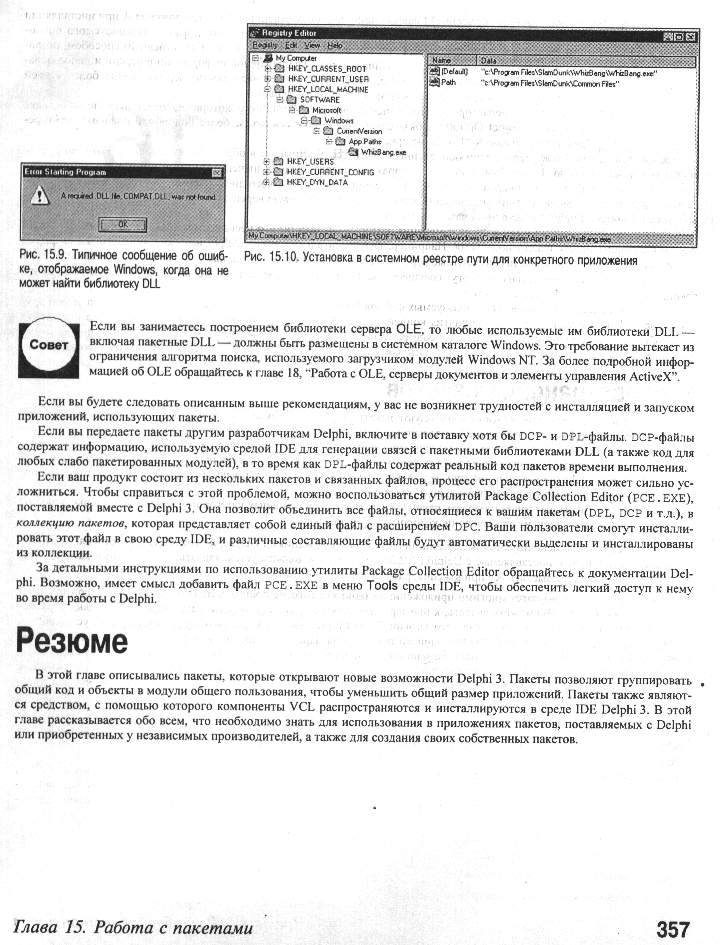 Registry Editor
Registry Edit View Help
My Computer
HKEY_CLASSES_ROOT
HKEY_CURRENT_USER
HKEY_LOCAL_MACHINE
SOFTWARE
Microsoft
Windows
CurrentVersion
App Paths
WhizBang.exe
HKEY_USERS
HKEY_CURRENT_CONFIG
HKEY_DYN_DATA
Name Data
(Default) "c:\Program Files\SlamDunk\WhizBang\WhizBang.exe"
Path "c:\Program Files\SlamDunk\Common Files"
My Computer\HKEY_LOCAL_MACHINE\SOFTWARE\Microsoft\Windows\CurrentVersion\App Paths\WhizBang.exe
Error Starting Program
A required .DLL file, COMPAT.DLL, was not found.
OK
Рис. 15.9. Типичное сообщение об ошиб-
ке, отображаемое Windows, когда она не
может найти библиотеку DLL
Рис. 15.10. Установка в системном реестре пути для конкретного приложения
Совет
Если вы занимаетесь построением библиотеки сервера OLE, то любые используемые им библиотеки DLL —
включая пакетные DLL — должны быть размещены в системном каталоге Windows. Это требование вытекает из
ограничения алгоритма поиска, используемого загрузчиком модулей Windows NT. За более подробной инфор-
мацией об OLE обращайтесь к главе 18, “Работа с OLE, серверы документов и элементы управления ActiveX”.
Если вы будете следовать описанным выше рекомендациям, у вас не возникнет трудностей с инсталляцией и запуском
приложений, использующих пакеты.
Если вы передаете пакеты другим разработчикам Delphi, включите в поставку хотя бы DCP- и DPL-файлы. DCP-файлы
содержат информацию, используемую средой IDE для генерации связей с пакетными библиотеками DLL (а также код для
любых слабо пакетированных модулей), в то время как DPL-файлы содержат реальный код пакетов времени выполнения.
Если ваш продукт состоит из нескольких пакетов и связанных файлов, процесс его распространения может сильно ус-
ложниться. Чтобы справиться с этой проблемой, можно воспользоваться утилитой Package Collection Editor (PCE.EXE),
поставляемой вместе с Delphi 3. Она позволит объединить все файлы, относящиеся к вашим пакетам (DPL, DCP и т.п.), в
коллекцию пакетов, которая представляет собой единый файл с расширением DPC. Ваши пользователи смогут инсталли-
ровать этот файл в свою среду IDE, и различные составляющие файлы будут автоматически выделены и инсталлированы
из коллекции.
За детальными инструкциями по использованию утилиты Package Collection Editor обращайтесь к документации Del-
phi. Возможно, имеет смысл добавить файл PCE.EXE в меню Tools среды IDE, чтобы обеспечить легкий доступ к нему
во время работы с Delphi.
Резюме
В этой главе описывались пакеты, которые открывают новые возможности Delphi 3. Пакеты позволяют группировать
общий код и объекты в модули общего пользования, чтобы уменьшить общий размер приложений. Пакеты также являют-
ся средством, с помощью которого компоненты VCL распространяются и инсталлируются в среде IDE Delphi 3. В этой
главе рассказывается обо всем, что необходимо знать для использования в приложениях пакетов, поставляемых с Delphi
или приобретенных у независимых производителей, а также для создания своих собственных пакетов.
Глава 15. Работа с пакетами
357